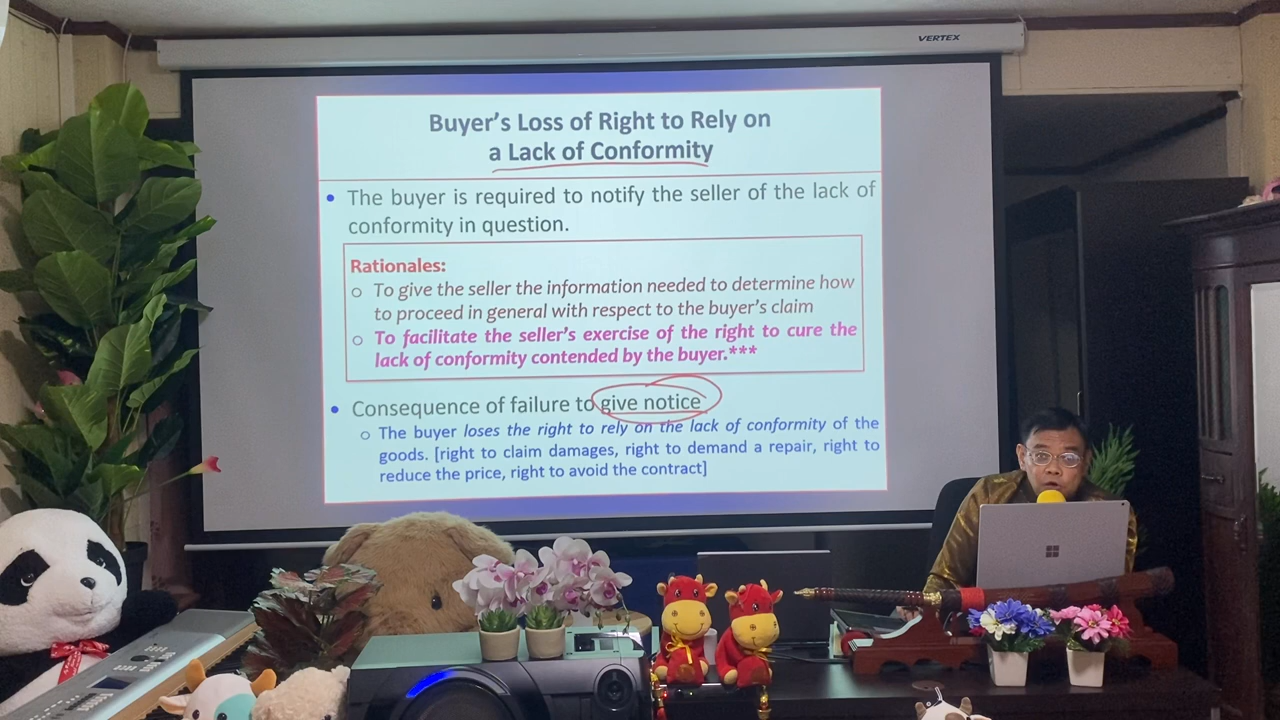 VERTEX
Buyer's Loss of Right to Rely on
a Lack of Conformity
• The buyer is required to notify the seller of the lack of
conformity in question.
Rationales:
o To give the seller the information needed to determine how
to proceed in general with respect to the buyer's claim
o To facilitate the seller's exercise of the right to cure the
lack of conformity contended by the buyer.***
• Consequence of failure to give notice
o The buyer loses the right to rely on the lack of conformity of the
goods. [right to claim damages, right to demand a repair, right to
reduce the price, right to avoid the contract]